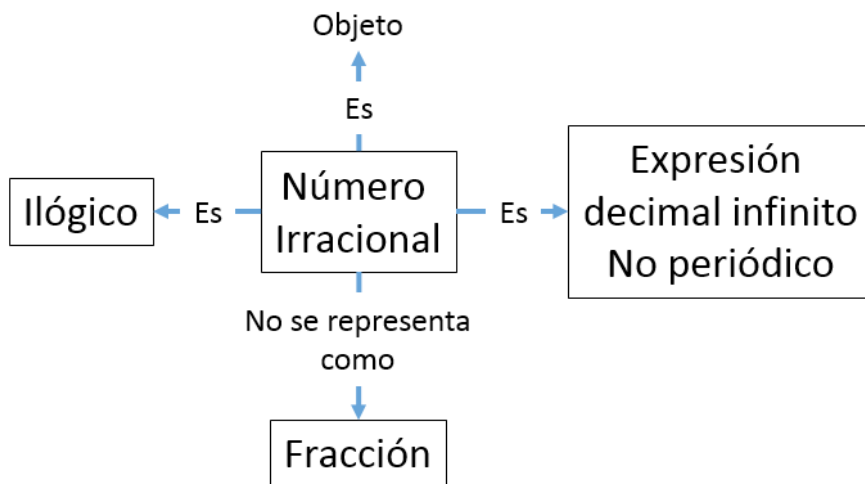 Objeto
Es
Número
Irracional
Ilógico
Es
Es
Expresión
decimal infinito
No periódico
No se representa
como
Fracción